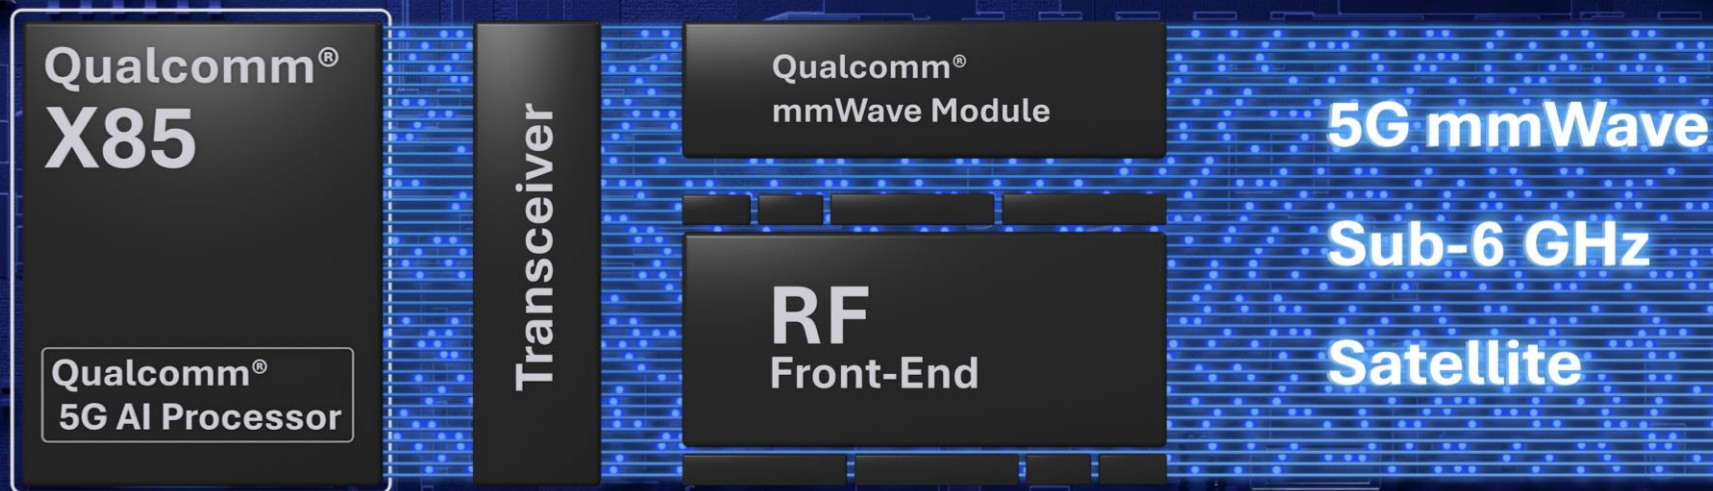 Qualcomm®
X85
Qualcomm®
5G AI Processor
Transceiver
Qualcomm®
mmWave Module
RF
Front-End
5G mmWave
Sub-6 GHz
Satellite